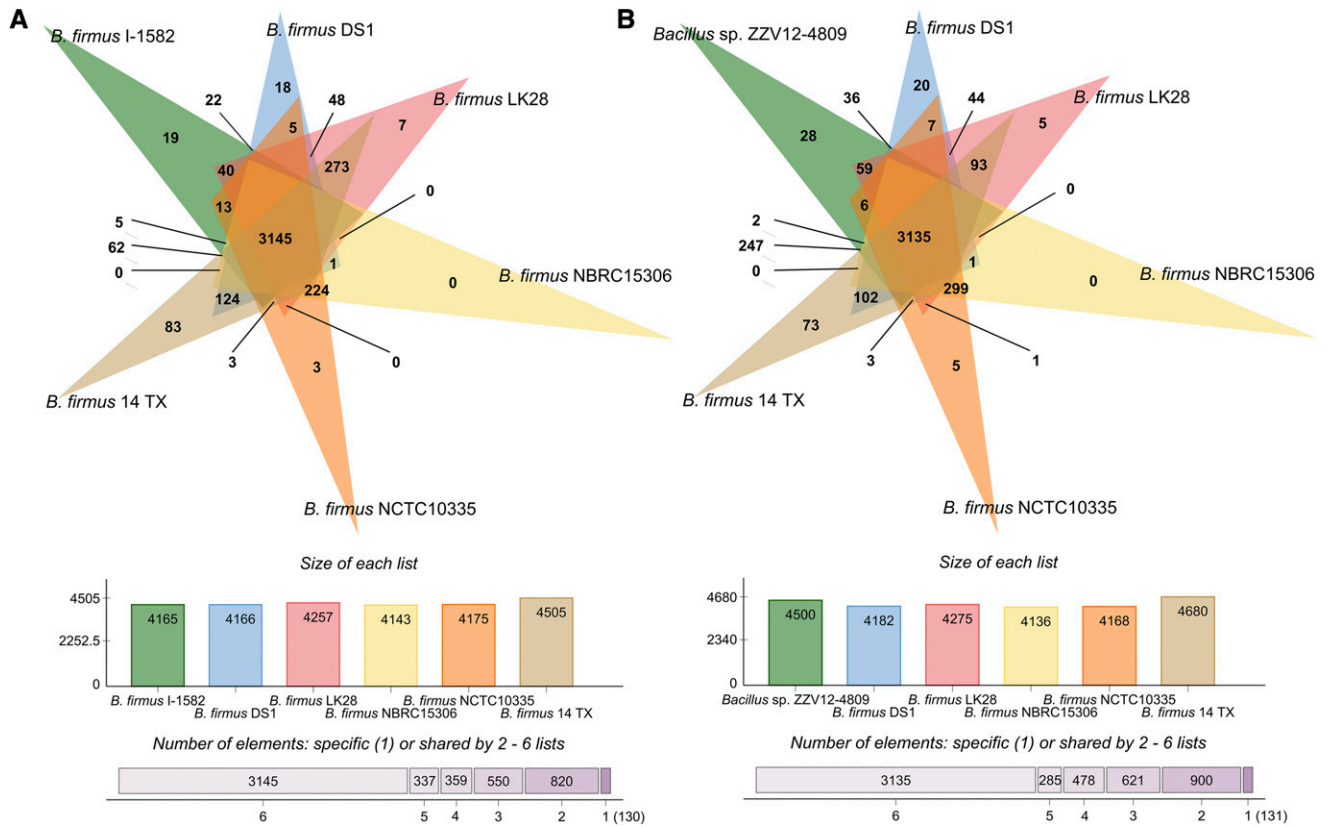 A
B. firmus I-1582
B. firmus DS1
B. firmus LK28
B. firmus NBRC15306
B. firmus NCTC10335
B. firmus 14 TX
22
18
48
5
7
19
40
273
0
13
5
62
0
3145
1
0
124
224
83
3
0
3
Size of each list
4505
2252.5
0
4165
4166
4257
4143
4175
4505
B. firmus I-1582
B. firmus DS1
B. firmus LK28
B. firmus NBRC15306
B. firmus NCTC10335
B. firmus 14 TX
Number of elements: specific (1) or shared by 2 - 6 lists
3145
337
359
550
820
6
5
4
3
2
1 (130)
B
Bacillus sp. ZZV12-4809
B. firmus DS1
B. firmus LK28
B. firmus NBRC15306
B. firmus NCTC10335
B. firmus 14 TX
36
20
44
7
5
28
59
93
0
6
2
247
0
3135
1
0
102
299
73
3
1
5
Size of each list
4680
2340
0
4500
4182
4275
4136
4168
4680
Bacillus sp. ZZV12-4809
B. firmus DS1
B. firmus LK28
B. firmus NBRC15306
B. firmus NCTC10335
B. firmus 14 TX
Number of elements: specific (1) or shared by 2 - 6 lists
3135
285
478
621
900
6
5
4
3
2
1 (131)